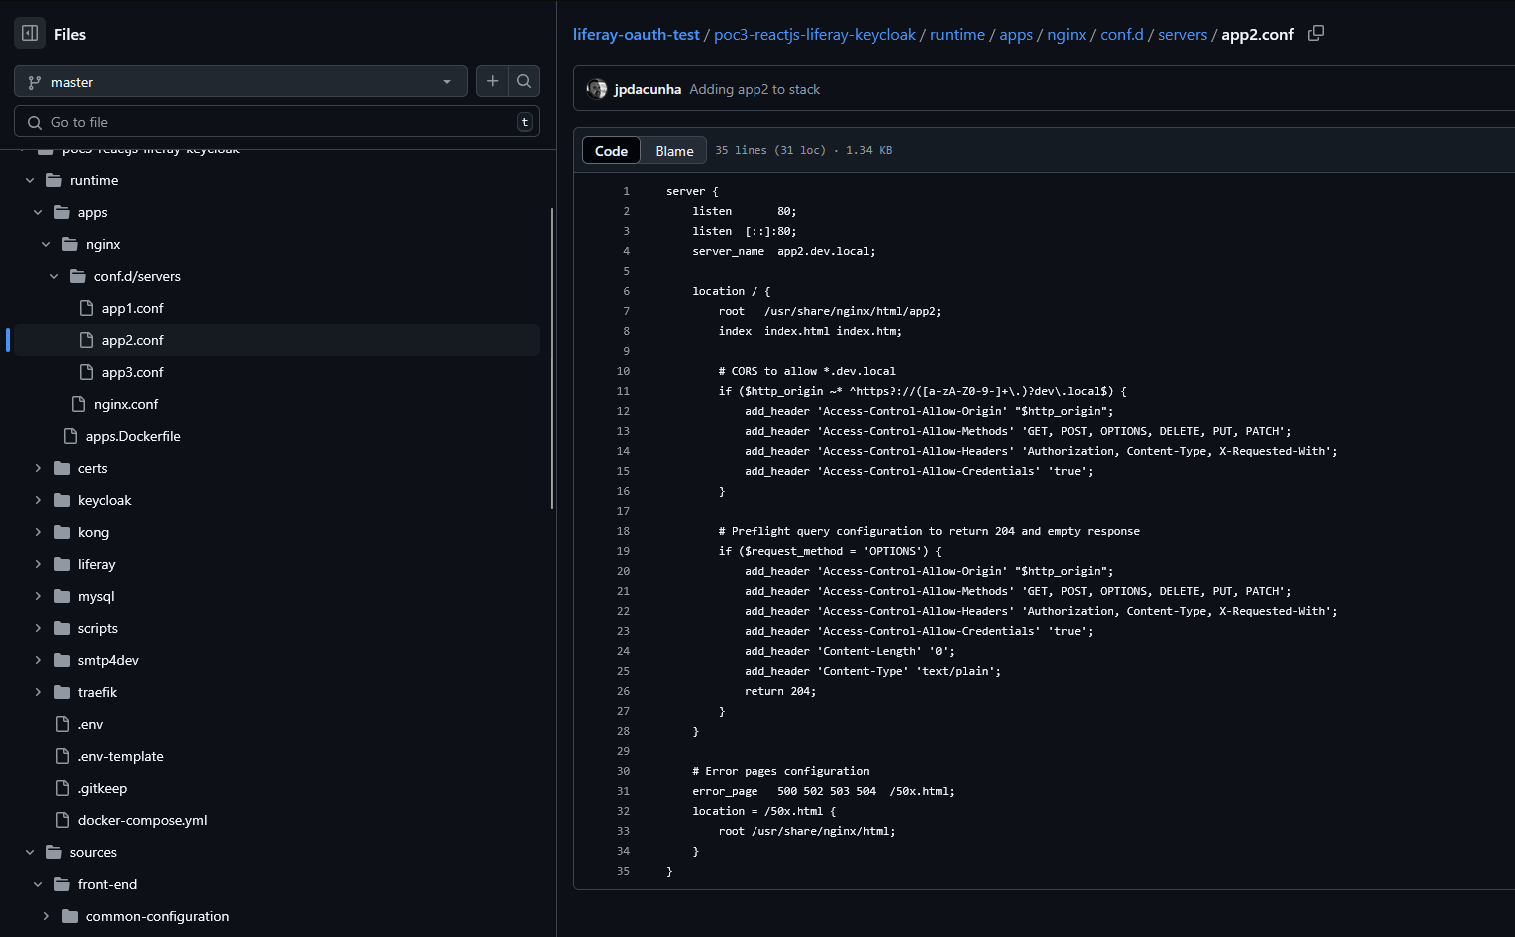 Files
master
Go to file
t
poc3-reactjs-liferay-keycloak
runtime
apps
nginx
conf.d/servers
app1.conf
app2.conf
app3.conf
nginx.conf
apps.Dockerfile
certs
keycloak
kong
liferay
mysql
scripts
smtp4dev
traefik
.env
.env-template
.gitkeep
docker-compose.yml
sources
front-end
common-configuration
liferay-oauth-test / poc3-reactjs-liferay-keycloak / runtime / apps / nginx / conf.d / servers / app2.conf
jpdacunha Adding app2 to stack
Code Blame 35 lines (31 loc) · 1.34 KB
1 server {
2 listen 80;
3 listen [::]:80;
4 server_name app2.dev.local;
5
6 location / {
7 root /usr/share/nginx/html/app2;
8 index index.html index.htm;
9
10 # CORS to allow *.dev.local
11 if ($http_origin ~* ^https?://([a-zA-Z0-9-]+\.)?dev\.local$) {
12 add_header 'Access-Control-Allow-Origin' "$http_origin";
13 add_header 'Access-Control-Allow-Methods' 'GET, POST, OPTIONS, DELETE, PUT, PATCH';
14 add_header 'Access-Control-Allow-Headers' 'Authorization, Content-Type, X-Requested-With';
15 add_header 'Access-Control-Allow-Credentials' 'true';
16 }
17
18 # Preflight query configuration to return 204 and empty response
19 if ($request_method = 'OPTIONS') {
20 add_header 'Access-Control-Allow-Origin' "$http_origin";
21 add_header 'Access-Control-Allow-Methods' 'GET, POST, OPTIONS, DELETE, PUT, PATCH';
22 add_header 'Access-Control-Allow-Headers' 'Authorization, Content-Type, X-Requested-With';
23 add_header 'Access-Control-Allow-Credentials' 'true';
24 add_header 'Content-Length' '0';
25 add_header 'Content-Type' 'text/plain';
26 return 204;
27 }
28 }
29
30 # Error pages configuration
31 error_page 500 502 503 504 /50x.html;
32 location = /50x.html {
33 root /usr/share/nginx/html;
34 }
35 }